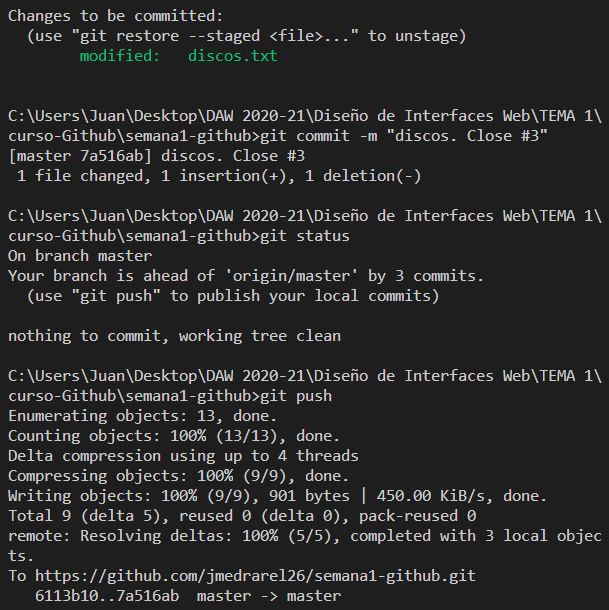 Changes to be committed:
(use "git restore --staged <file>..." to unstage)
modified:   discos.txt
C:\Users\Juan\Desktop\DAW 2020-21\Diseño de Interfaces Web\TEMA 1\
curso-Github\semana1-github>git commit -m "discos. Close #3"
[master 7a516ab] discos. Close #3
1 file changed, 1 insertion(+), 1 deletion(-)
C:\Users\Juan\Desktop\DAW 2020-21\Diseño de Interfaces Web\TEMA 1\
curso-Github\semana1-github>git status
On branch master
Your branch is ahead of 'origin/master' by 3 commits.
(use "git push" to publish your local commits)
nothing to commit, working tree clean
C:\Users\Juan\Desktop\DAW 2020-21\Diseño de Interfaces Web\TEMA 1\
curso-Github\semana1-github>git push
Enumerating objects: 13, done.
Counting objects: 100% (13/13), done.
Delta compression using up to 4 threads
Compressing objects: 100% (9/9), done.
Writing objects: 100% (9/9), 901 bytes | 450.00 KiB/s, done.
Total 9 (delta 5), reused 0 (delta 0), pack-reused 0
remote: Resolving deltas: 100% (5/5), completed with 3 local objec
ts.
To https://github.com/jmedrarel26/semana1-github.git
6113b10..7a516ab  master -> master